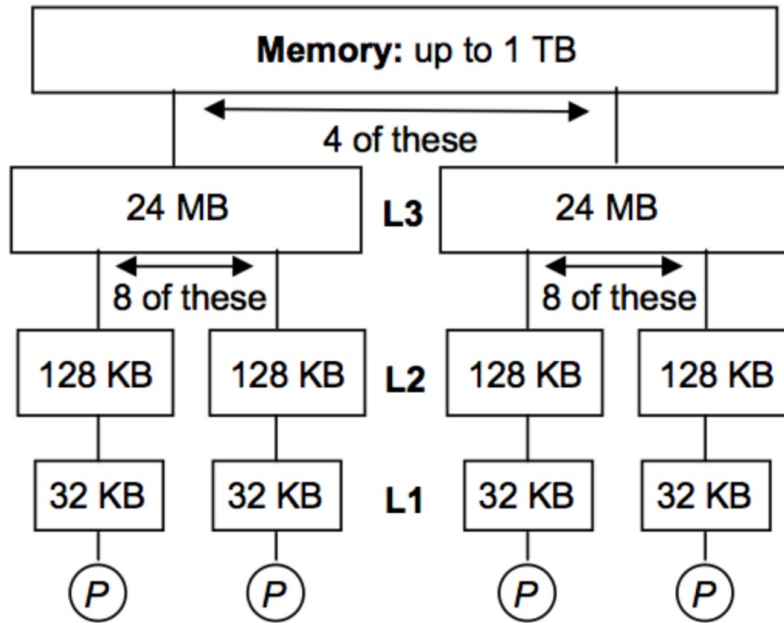 Memory: up to 1 TB
4 of these
24 MB L3 24 MB
8 of these 8 of these
128 KB 128 KB L2 128 KB 128 KB
32 KB 32 KB L1 32 KB 32 KB
P P P P